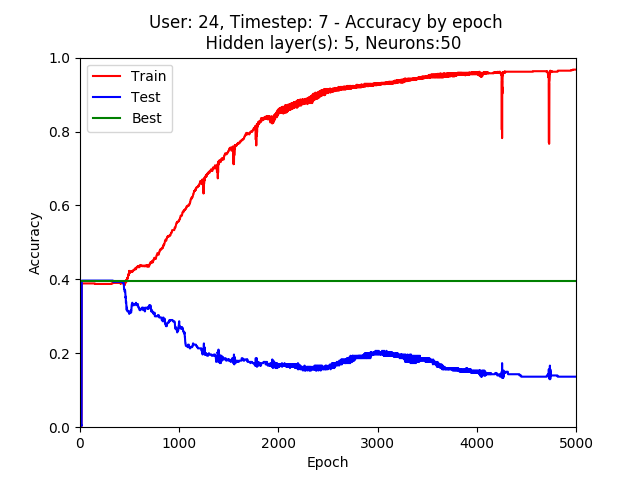 User: 24, Timestep: 7 - Accuracy by epoch
Hidden layer(s): 5, Neurons:50
1.0
0.8
0.6
0.4
0.2
0.0
Accuracy
Train
Test
Best
0 1000 2000 3000 4000 5000
Epoch